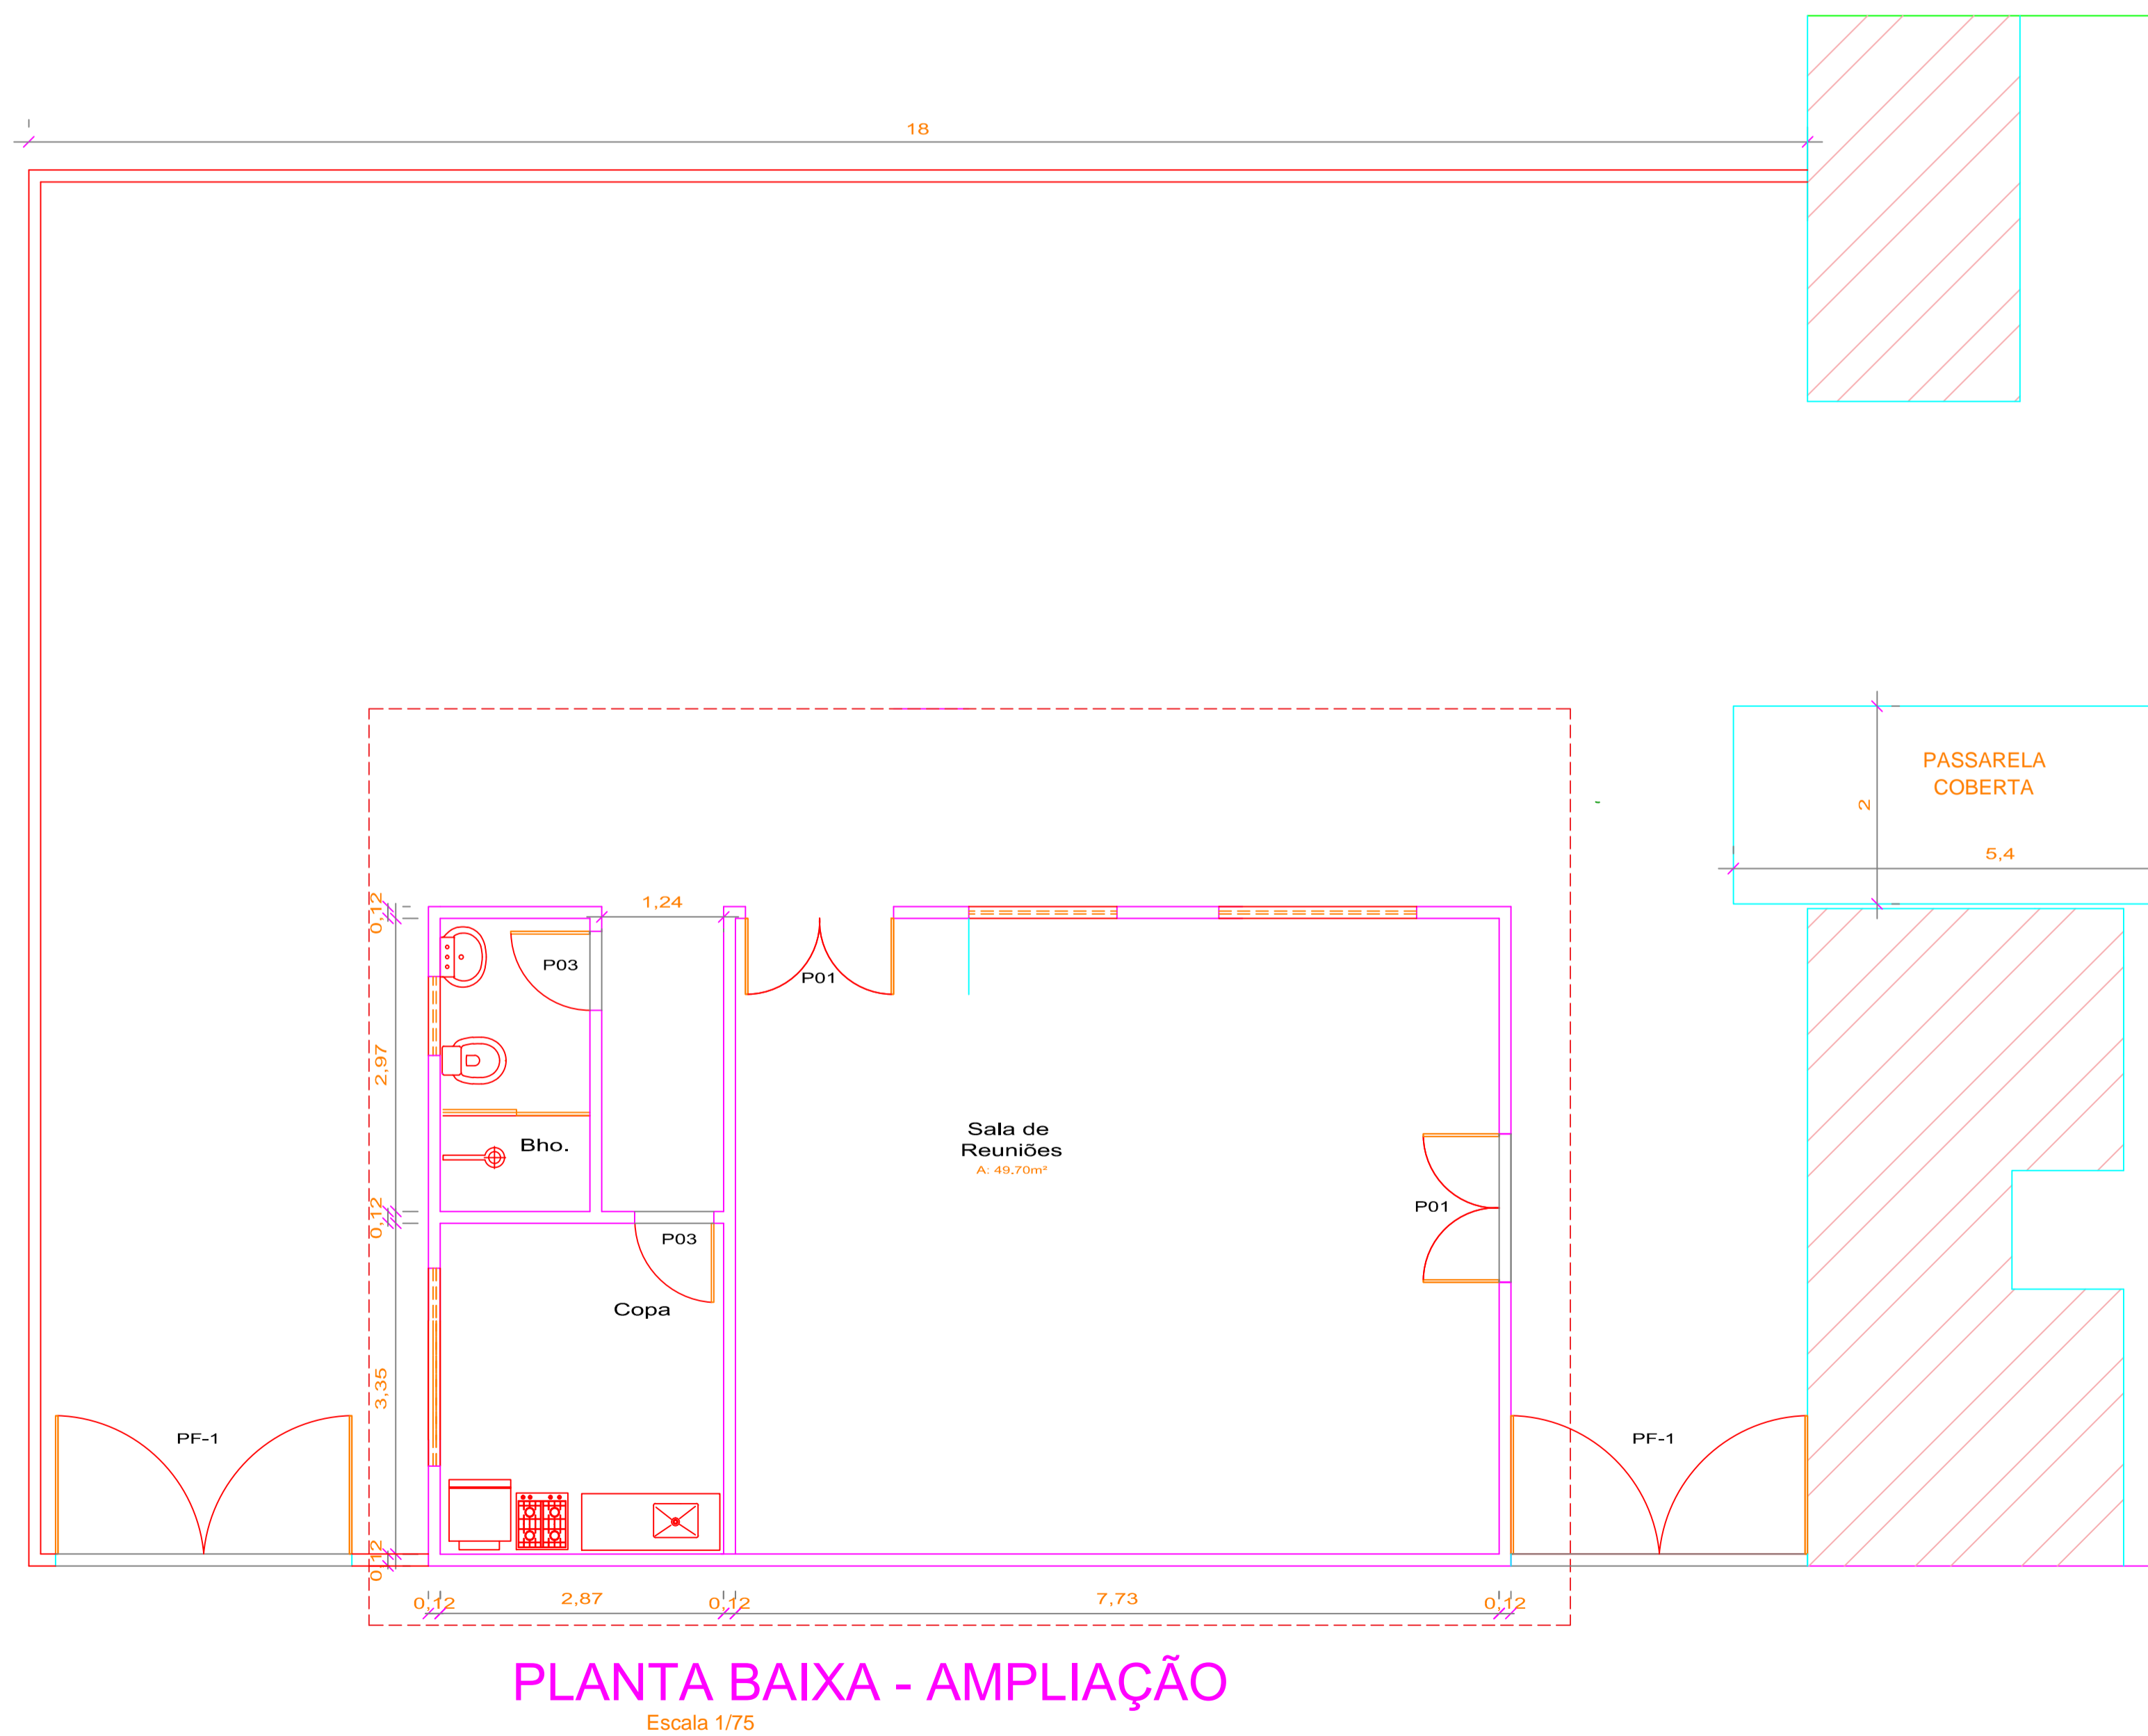 18
PASSARELA
COBERTA
2
5,4
0,12
1,24
P03
P01
2,97
Sala de
Reuniões
A: 49,70m²
Bho.
0,12
P01
P03
Copa
3,35
PF-1
PF-1
0,12
0,12
2,87
0,12
7,73
0,12
PLANTA BAIXA - AMPLIAÇÃO
Escala 1/75